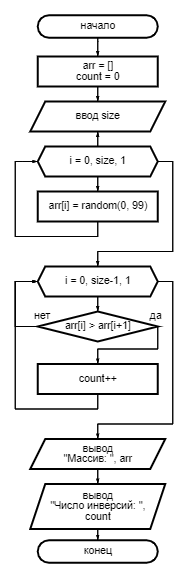 начало
arr = []
count = 0
ввод size
i = 0, size, 1
arr[i] = random(0, 99)
i = 0, size-1, 1
нет
да
arr[i] > arr[i+1]
count++
вывод
"Массив: ", arr
вывод
"Число инверсий: ",
count
конец